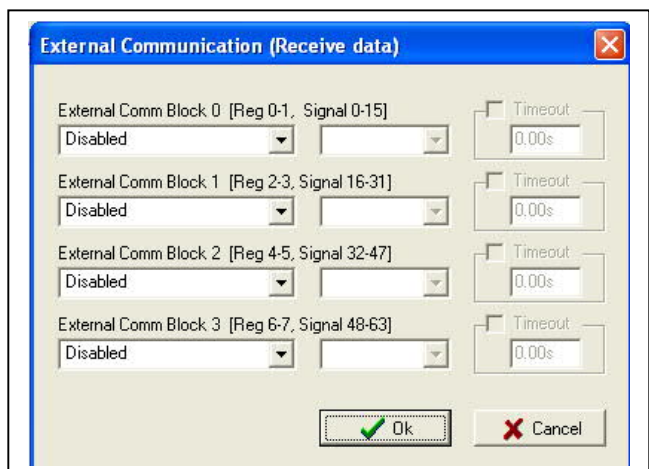 External Communication (Receive data)
External Comm Block 0 [Reg 0-1, Signal 0-15]
Timeout
Disabled
0.00s
External Comm Block 1 [Reg 2-3, Signal 16-31]
Timeout
Disabled
0.00s
External Comm Block 2 [Reg 4-5, Signal 32-47]
Timeout
Disabled
0.00s
External Comm Block 3 [Reg 6-7, Signal 48-63]
Timeout
Disabled
0.00s
Ok Cancel